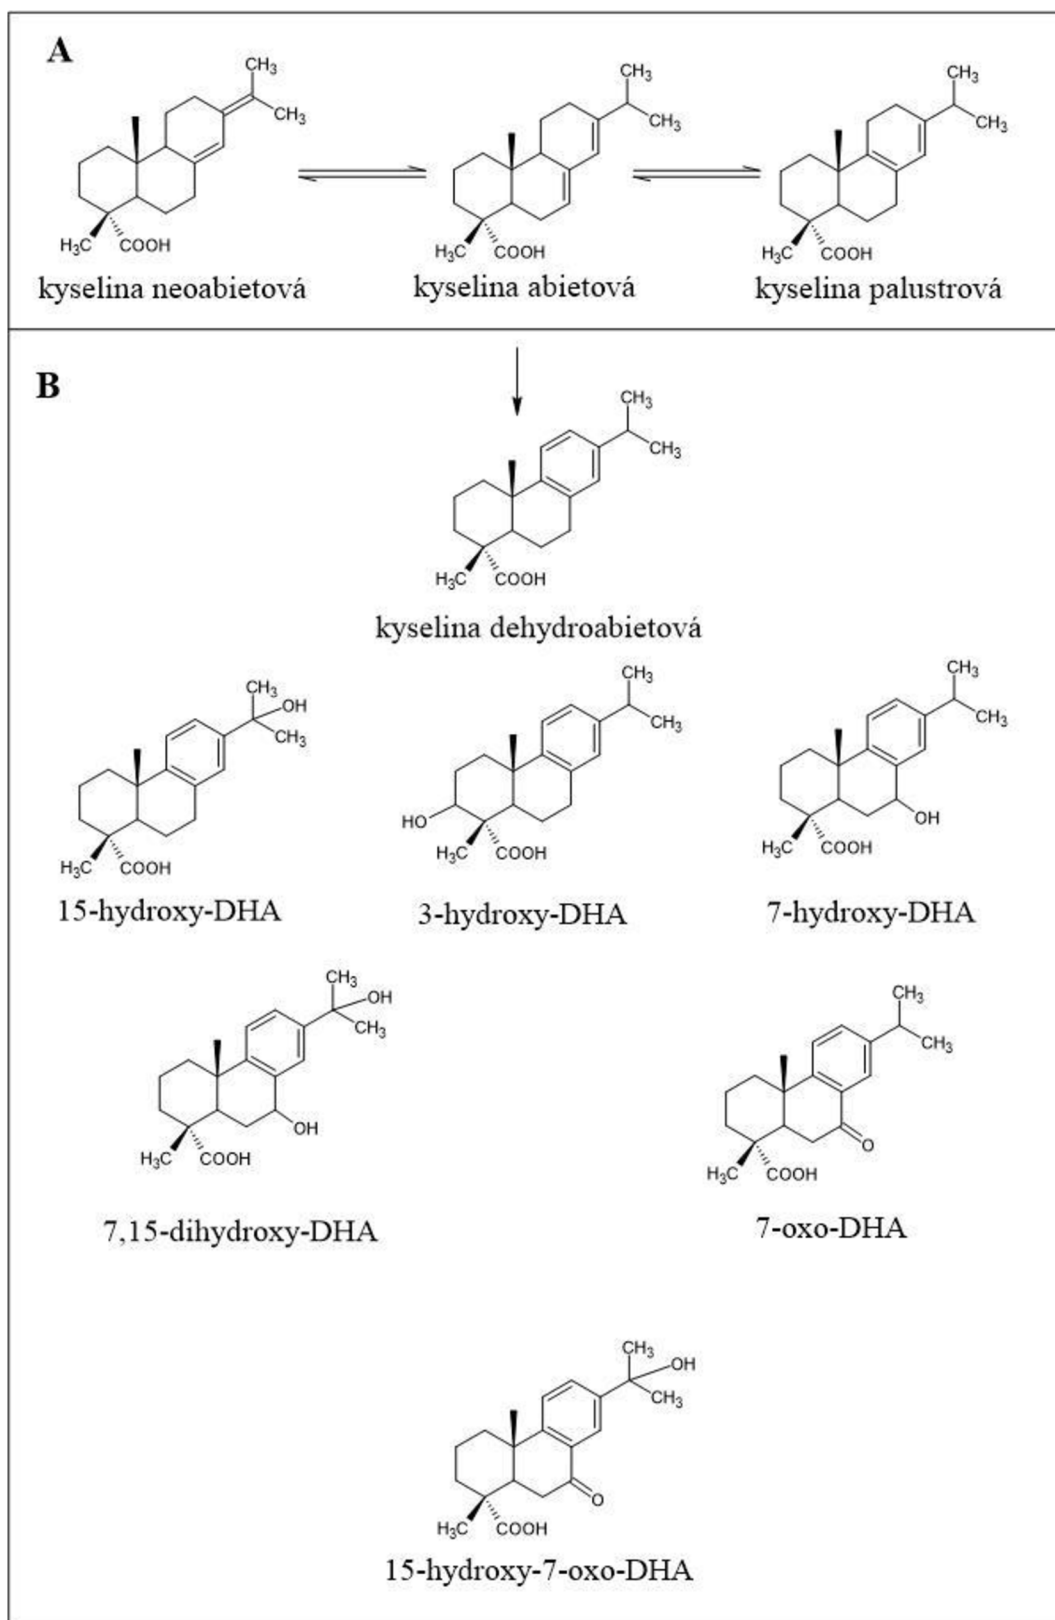 A
CH₃
CH₃
H₃C COOH
kyselina neoabietová
CH₃
CH₃
H₃C COOH
kyselina abietová
CH₃
CH₃
H₃C COOH
kyselina palustrová
B
CH₃
CH₃
H₃C COOH
kyselina dehydroabietová
CH₃
OH
CH₃
H₃C COOH
15-hydroxy-DHA
CH₃
CH₃
HO
H₃C COOH
3-hydroxy-DHA
CH₃
CH₃
OH
H₃C COOH
7-hydroxy-DHA
CH₃
OH
CH₃
OH
H₃C COOH
7,15-dihydroxy-DHA
CH₃
CH₃
O
H₃C COOH
7-oxo-DHA
CH₃
OH
CH₃
O
H₃C COOH
15-hydroxy-7-oxo-DHA